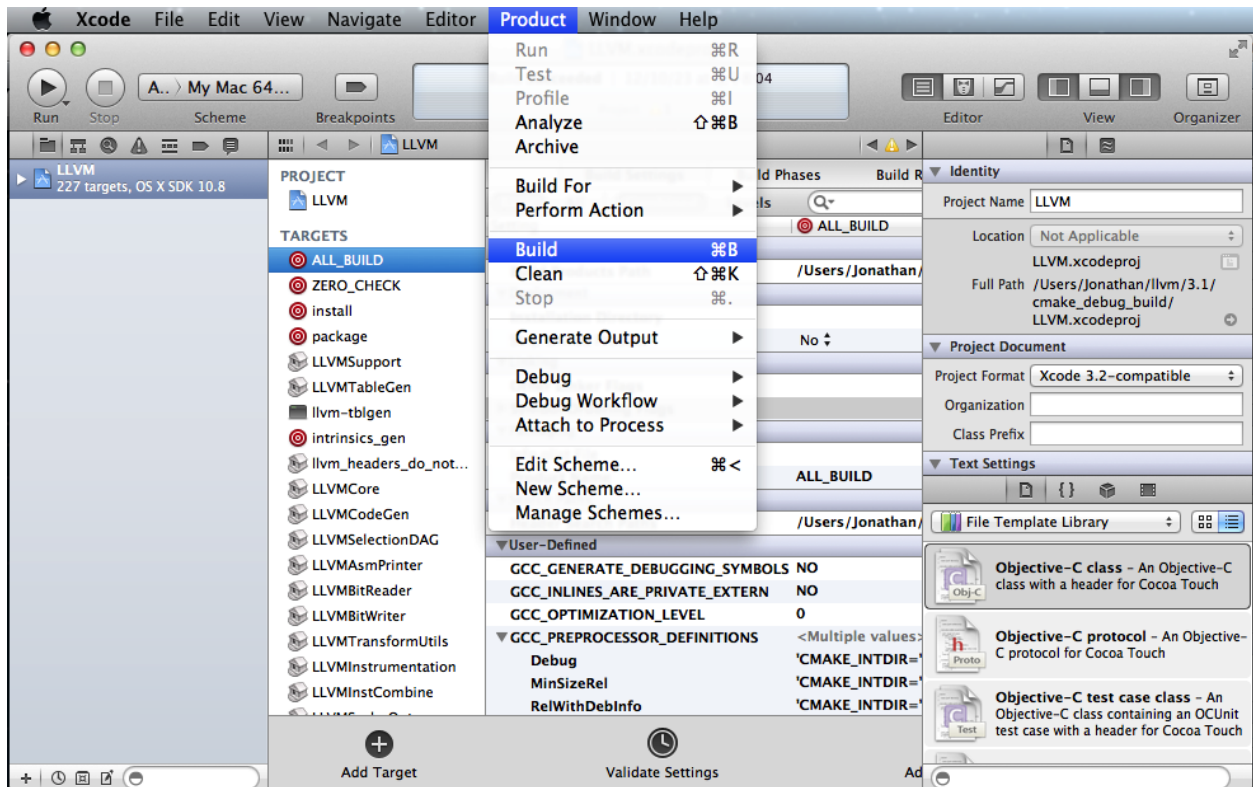 Xcode File Edit View Navigate Editor Product Window Help
Run Stop Scheme Breakpoints Editor View Organizer
A.. My Mac 64...
04
Run ⌘R
Test ⌘U
Profile ⌘I
Analyze ⇧⌘B
Archive
Build For
Perform Action
Build ⌘B
Clean ⇧⌘K
Stop ⌘.
Generate Output
Debug
Debug Workflow
Attach to Process
Edit Scheme... ⌘<
New Scheme...
Manage Schemes...
LLVM
227 targets, OS X SDK 10.8
LLVM
PROJECT
LLVM
TARGETS
ALL_BUILD
ZERO_CHECK
install
package
LLVMSupport
LLVMTableGen
llvm-tblgen
intrinsics_gen
llvm_headers_do_not...
LLVMCore
LLVMCodeGen
LLVMSelectionDAG
LLVMAsmPrinter
LLVMBitReader
LLVMBitWriter
LLVMTransformUtils
LLVMInstrumentation
LLVMInstCombine
Add Target
Build Settings
ld Phases
Build R
els
ALL_BUILD
/Users/Jonathan/
No
ALL_BUILD
/Users/Jonathan/
User-Defined
GCC_GENERATE_DEBUGGING_SYMBOLS NO
GCC_INLINES_ARE_PRIVATE_EXTERN NO
GCC_OPTIMIZATION_LEVEL 0
GCC_PREPROCESSOR_DEFINITIONS <Multiple values>
Debug 'CMAKE_INTDIR='
MinSizeRel 'CMAKE_INTDIR='
RelWithDebInfo 'CMAKE_INTDIR='
Validate Settings
Ad
Identity
Project Name LLVM
Location Not Applicable
LLVM.xcodeproj
Full Path /Users/Jonathan/llvm/3.1/
cmake_debug_build/
LLVM.xcodeproj
Project Document
Project Format Xcode 3.2-compatible
Organization
Class Prefix
Text Settings
{}
File Template Library
Obj-C
Objective-C class - An Objective-C
class with a header for Cocoa Touch
Proto
Objective-C protocol - An Objective-
C protocol for Cocoa Touch
Test
Objective-C test case class - An
Objective-C class containing an OCUnit
test case with a header for Cocoa Touch